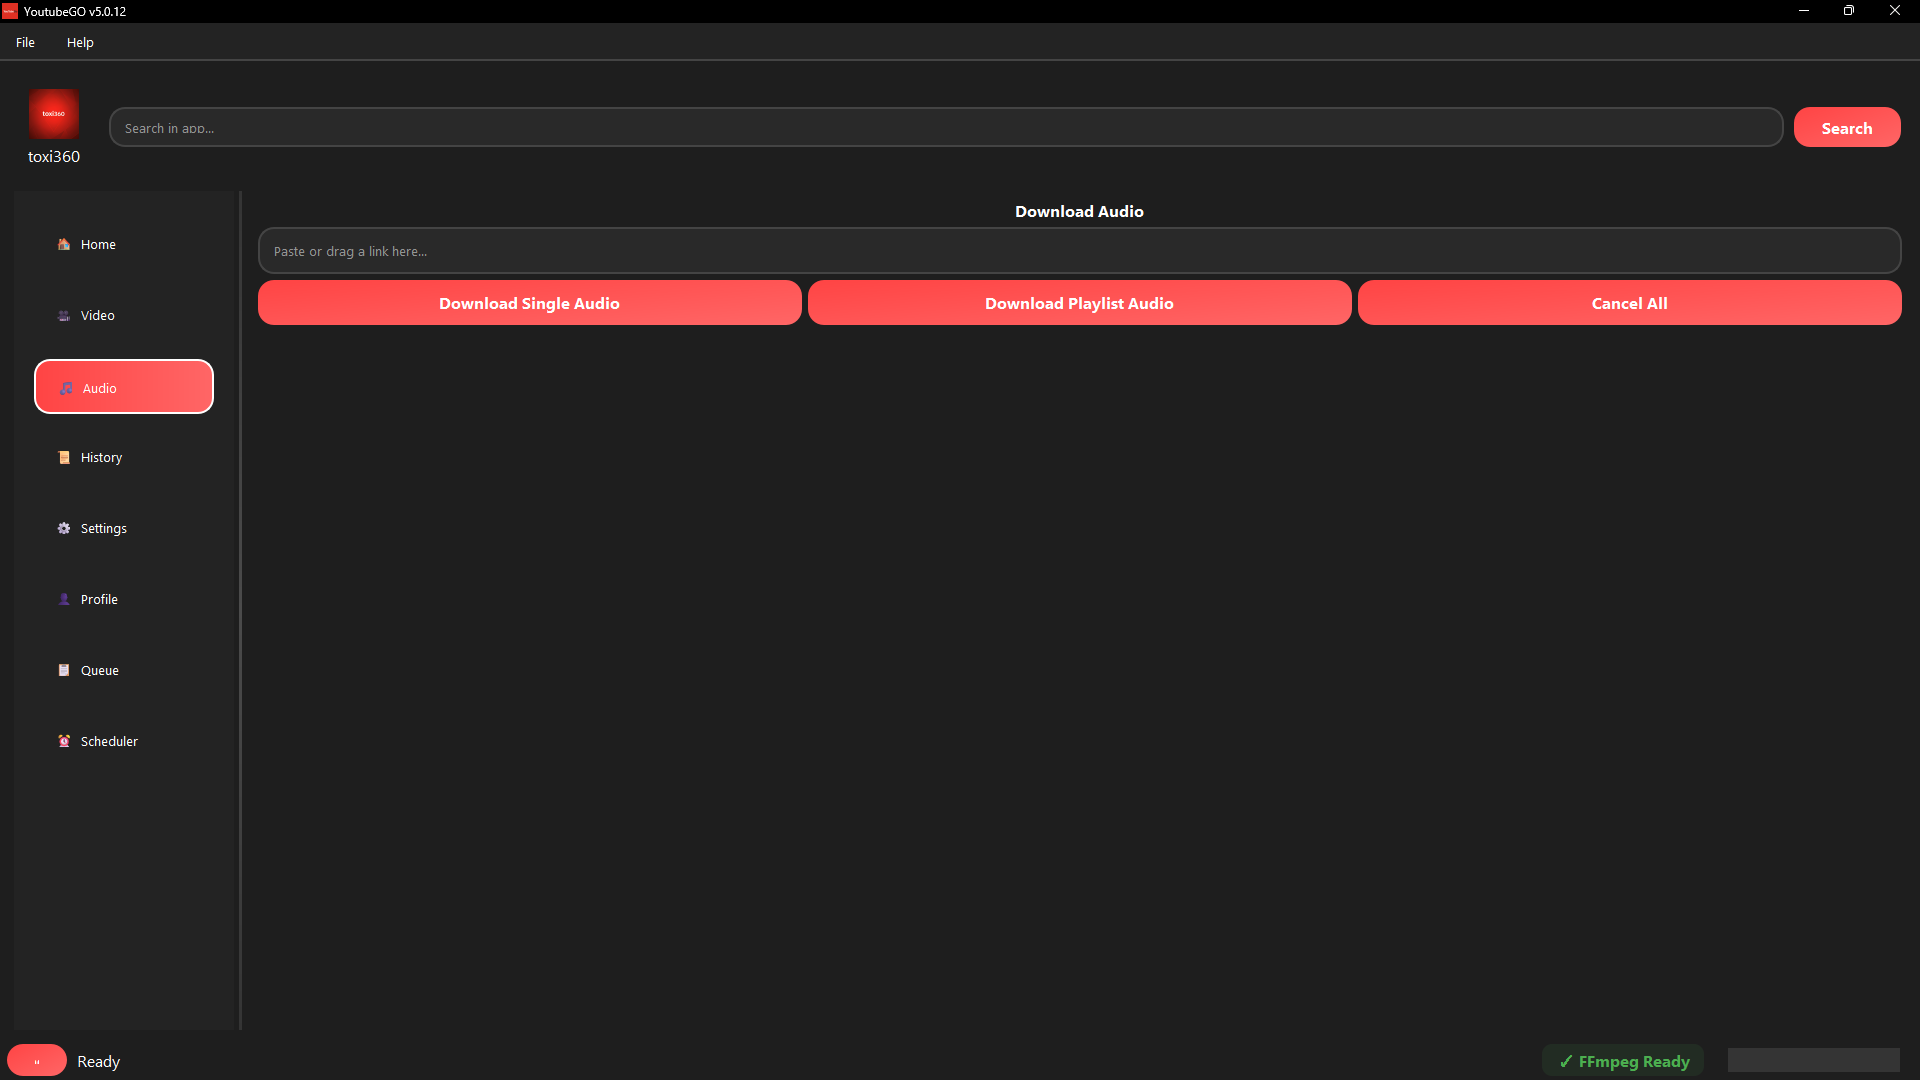 YoutubeGO v5.0.12
File Help
toxi360
Search in app...
Search
toxi360
Download Audio
Home
Paste or drag a link here...
Download Single Audio
Download Playlist Audio
Cancel All
Video
Audio
History
Settings
Profile
Queue
Scheduler
Ready
✓ FFmpeg Ready